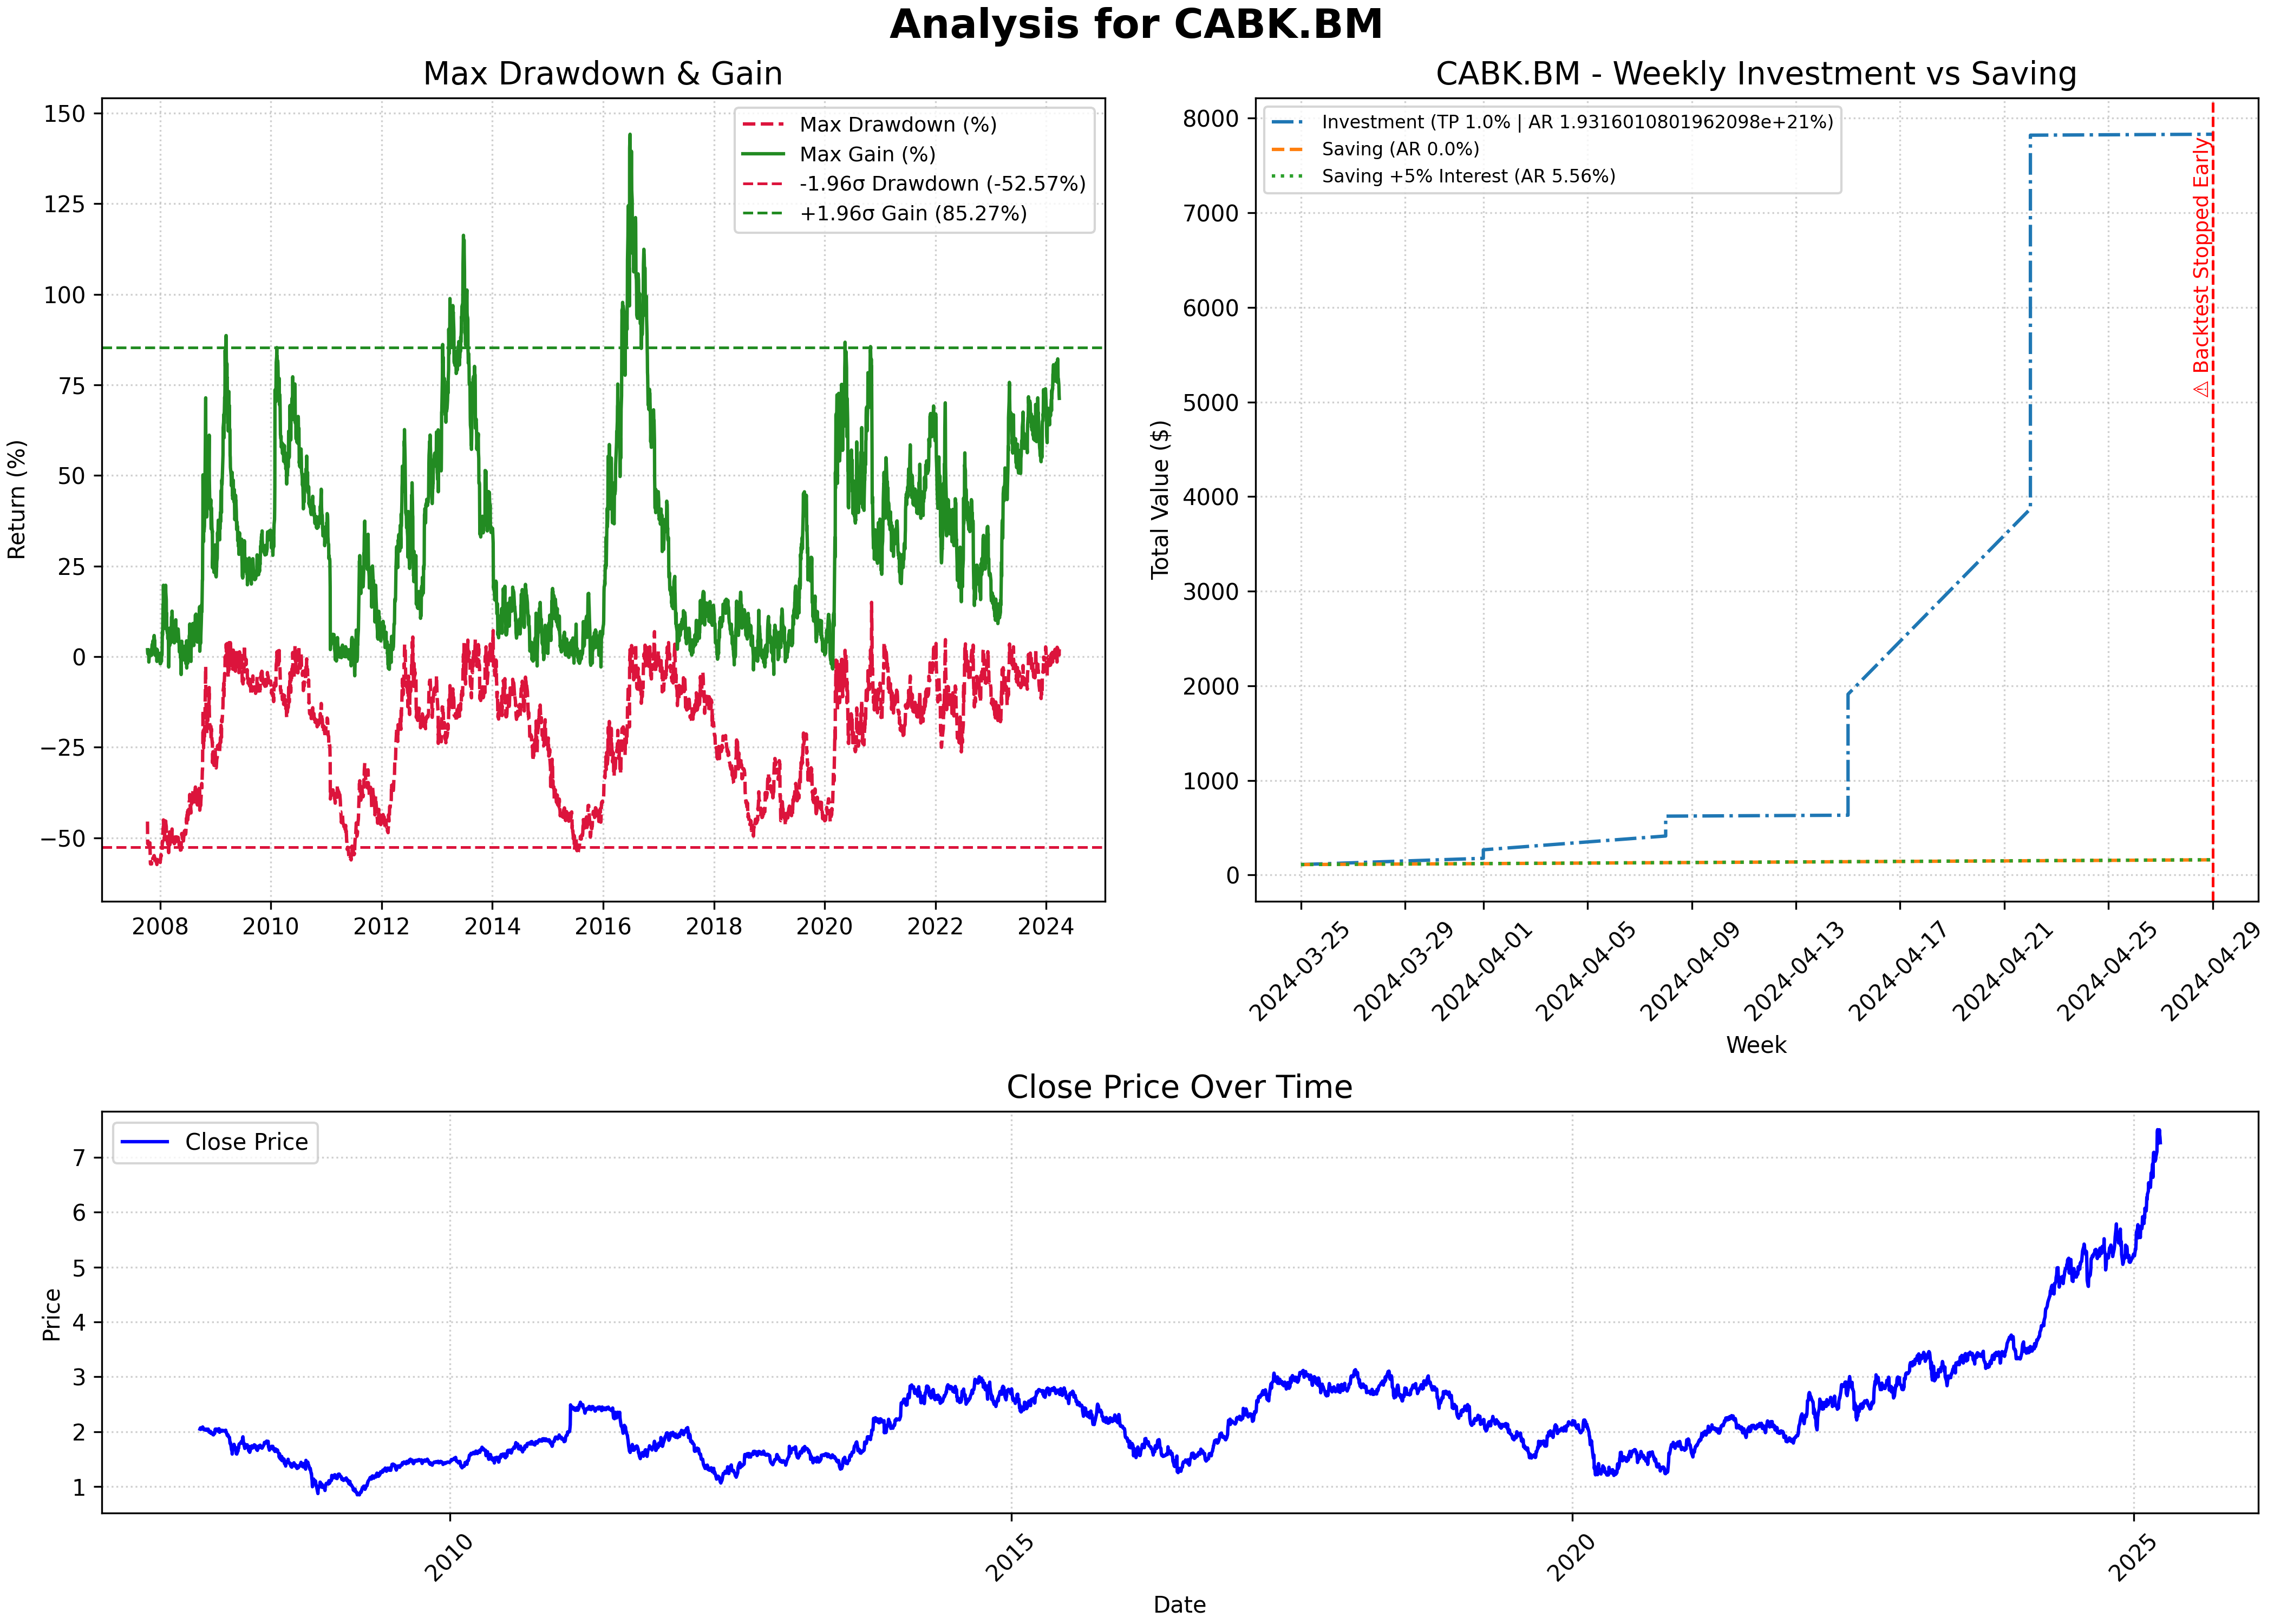 Analysis for CABK.BM
Max Drawdown & Gain
Return (%)
150
125
100
75
50
25
0
−25
−50
Max Drawdown (%)
Max Gain (%)
-1.96σ Drawdown (-52.57%)
+1.96σ Gain (85.27%)
2008
2010
2012
2014
2016
2018
2020
2022
2024
CABK.BM - Weekly Investment vs Saving
Total Value ($)
8000
7000
6000
5000
4000
3000
2000
1000
0
Investment (TP 1.0% | AR 1.9316010801962098e+21%)
Saving (AR 0.0%)
Saving +5% Interest (AR 5.56%)
⚠ Backtest Stopped Early
2024-03-25
2024-03-29
2024-04-01
2024-04-05
2024-04-09
2024-04-13
2024-04-17
2024-04-21
2024-04-25
2024-04-29
Week
Close Price Over Time
Price
7
6
5
4
3
2
1
Close Price
2010
2015
2020
2025
Date